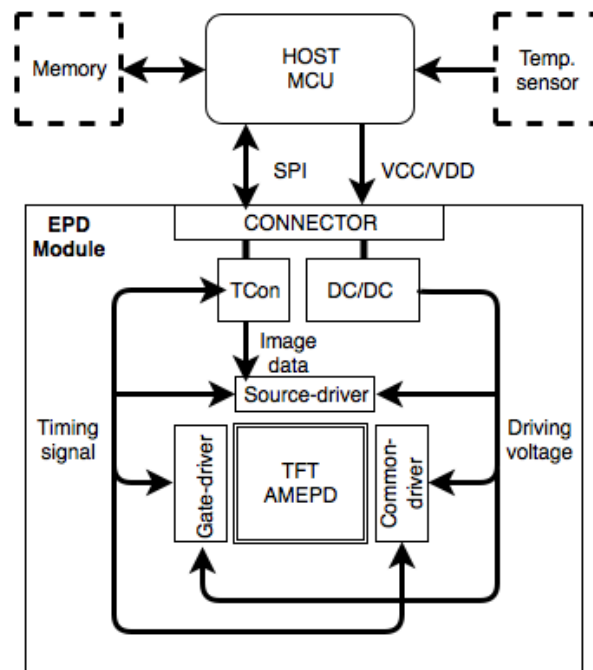 Memory
HOST
MCU
Temp.
sensor
SPI
VCC/VDD
EPD
Module
CONNECTOR
TCon
DC/DC
Image
data
Source-driver
Timing
signal
Gate-driver
TFT
AMEPD
Common-
driver
Driving
voltage